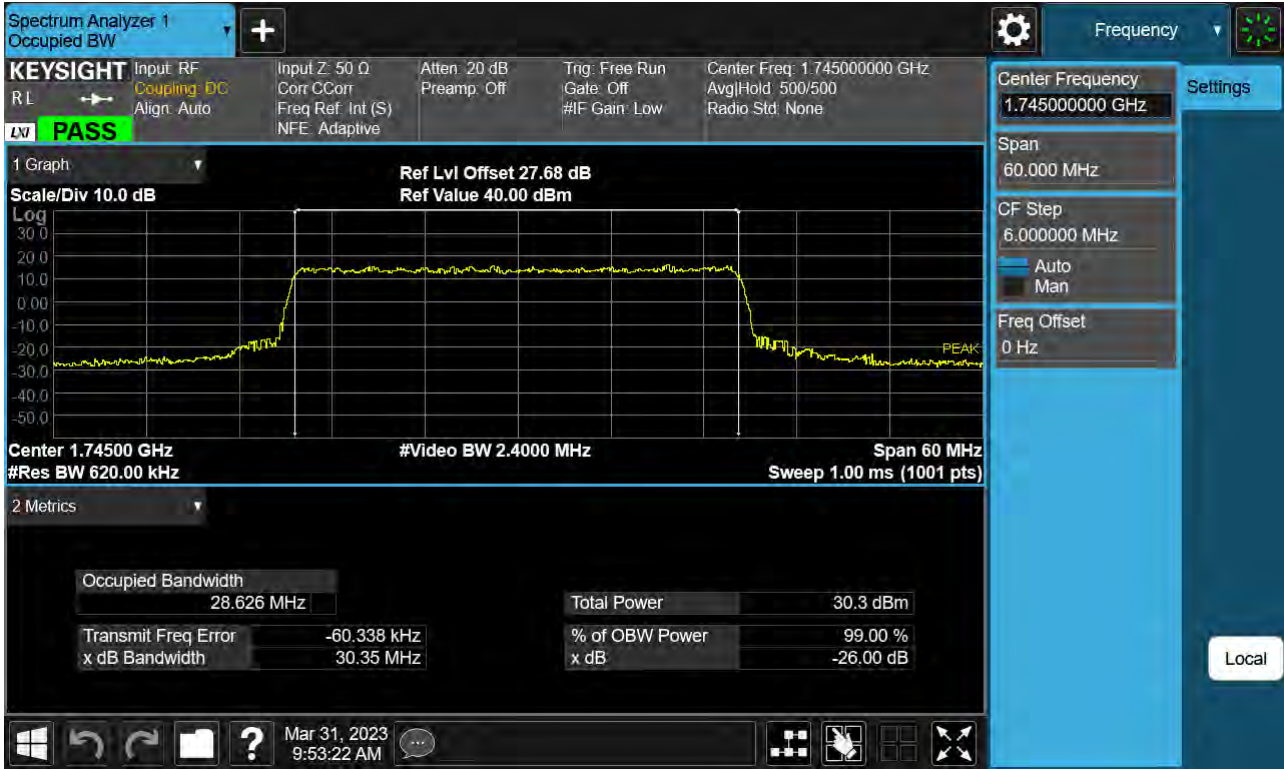 Spectrum Analyzer 1
Occupied BW
+
Frequency
KEYSIGHT
R L
LXI PASS
Input: RF
Coupling: DC
Align: Auto
Input Z: 50 Ω
Corr CCorr
Freq Ref: Int (S)
NFE: Adaptive
Atten: 20 dB
Preamp: Off
Trig: Free Run
Gate: Off
#IF Gain: Low
Center Freq: 1.745000000 GHz
Avg|Hold: 500/500
Radio Std: None
Center Frequency
1.745000000 GHz
Settings
Span
60.000 MHz
CF Step
6.000000 MHz
Auto
Man
Freq Offset
0 Hz
Local
1 Graph
Scale/Div 10.0 dB
Ref Lvl Offset 27.68 dB
Ref Value 40.00 dBm
Log
30.0
20.0
10.0
0.00
-10.0
-20.0
-30.0
-40.0
-50.0
PEAK
Center 1.74500 GHz
#Video BW 2.4000 MHz
Span 60 MHz
#Res BW 620.00 kHz
Sweep 1.00 ms (1001 pts)
2 Metrics
Occupied Bandwidth
28.626 MHz
Total Power 30.3 dBm
Transmit Freq Error -60.338 kHz
% of OBW Power 99.00 %
x dB Bandwidth 30.35 MHz
x dB -26.00 dB
?
Mar 31, 2023
9:53:22 AM